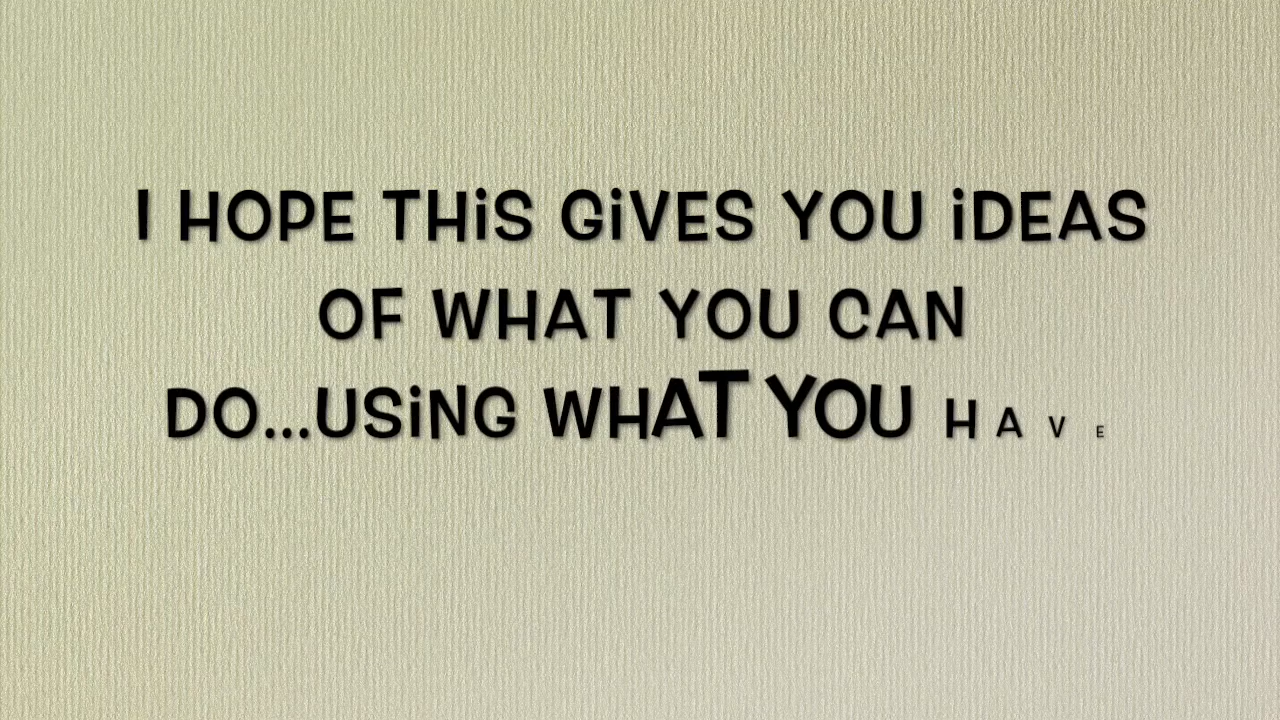 I HOPE THiS GiVES YOU iDEAS
OF WHAT YOU CAN
DO...USiNG WHAT YOU HAVE